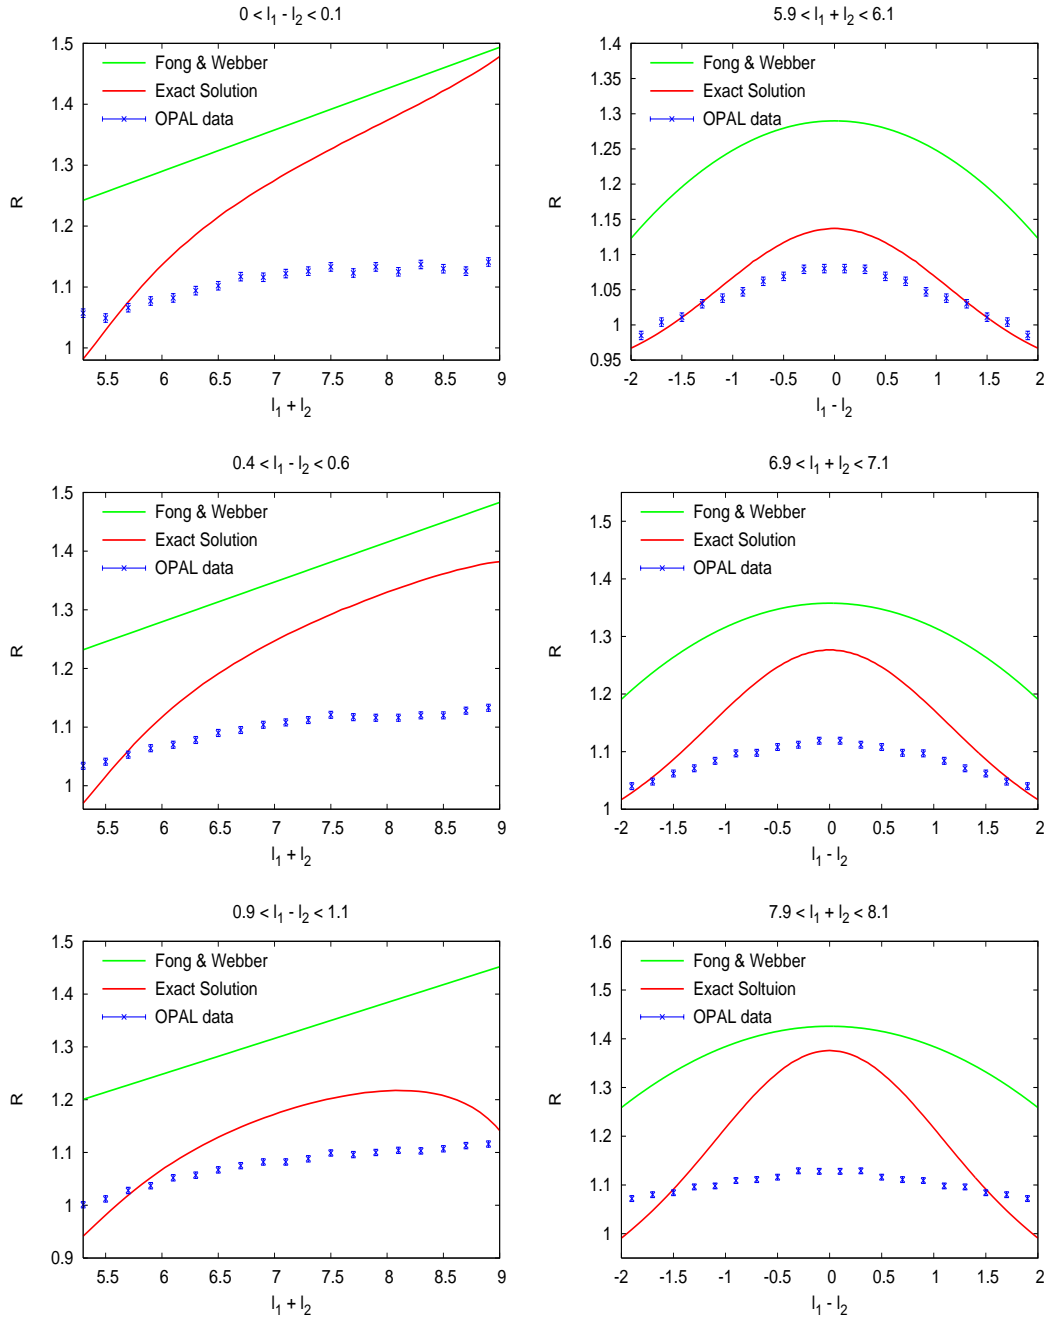 0 < l1 - l2 < 0.1
1.5
1.4
1.3
1.2
1.1
1
R
Fong & Webber
Exact Solution
OPAL data
5.5 6 6.5 7 7.5 8 8.5 9
l1 + l2
5.9 < l1 + l2 < 6.1
1.4
1.35
1.3
1.25
1.2
1.15
1.1
1.05
1
0.95
R
Fong & Webber
Exact Solution
OPAL data
-2 -1.5 -1 -0.5 0 0.5 1 1.5 2
l1 - l2
0.4 < l1 - l2 < 0.6
1.5
1.4
1.3
1.2
1.1
1
R
Fong & Webber
Exact Solution
OPAL data
5.5 6 6.5 7 7.5 8 8.5 9
l1 + l2
6.9 < l1 + l2 < 7.1
1.5
1.4
1.3
1.2
1.1
1
R
Fong & Webber
Exact Solution
OPAL data
-2 -1.5 -1 -0.5 0 0.5 1 1.5 2
l1 - l2
0.9 < l1 - l2 < 1.1
1.5
1.4
1.3
1.2
1.1
1
0.9
R
Fong & Webber
Exact Solution
OPAL data
5.5 6 6.5 7 7.5 8 8.5 9
l1 + l2
7.9 < l1 + l2 < 8.1
1.6
1.5
1.4
1.3
1.2
1.1
1
R
Fong & Webber
Exact Soltuion
OPAL data
-2 -1.5 -1 -0.5 0 0.5 1 1.5 2
l1 - l2